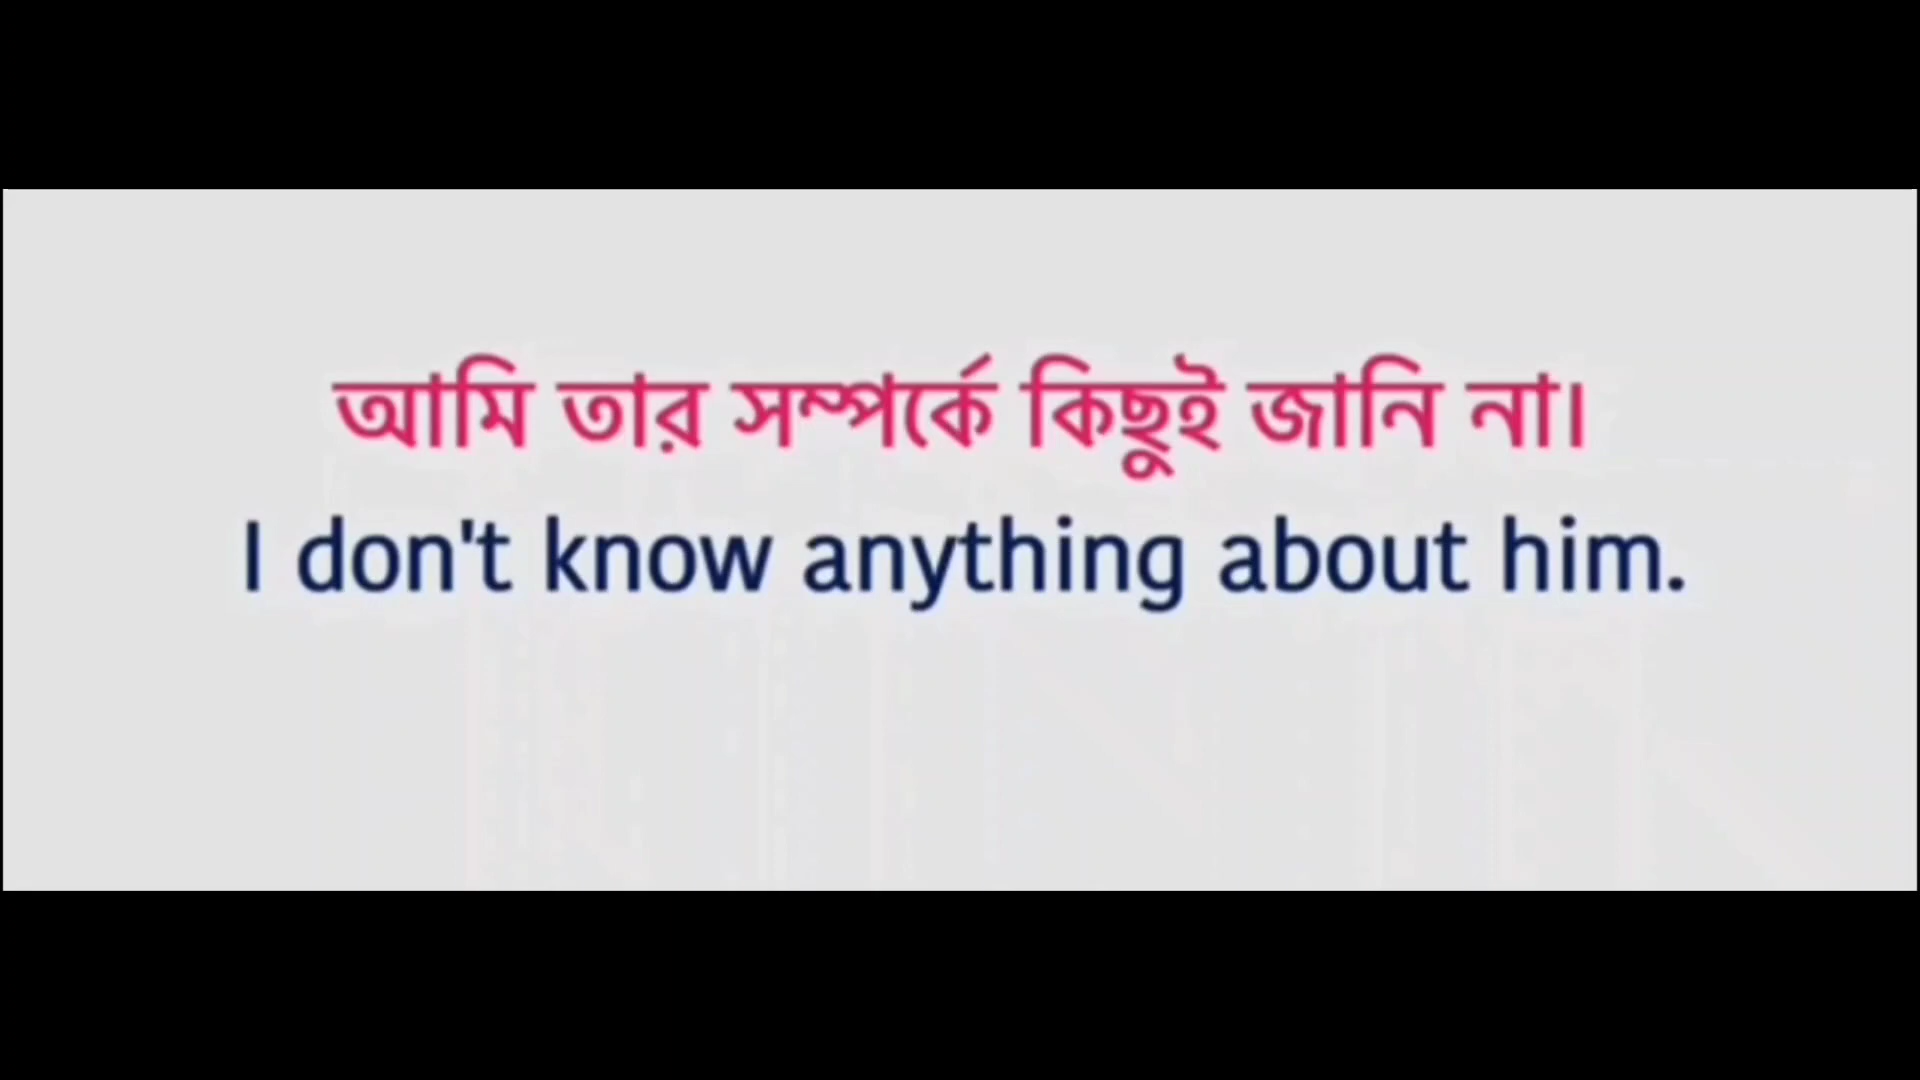 আমি তার সম্পর্কে কিছুই জানি না।
I don't know anything about him.